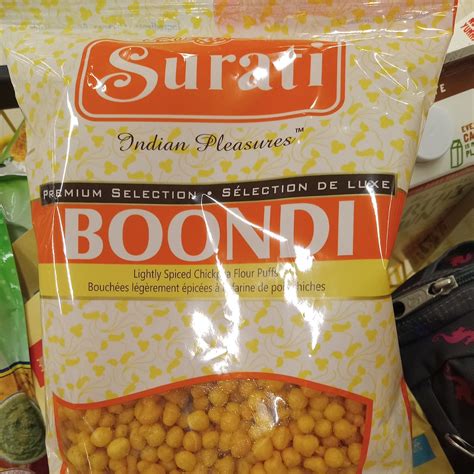 Surati
Indian Pleasures™
PREMIUM SELECTION • SÉLECTION DE LUXE
BOONDI
Lightly Spiced Chickpea Flour Puffs
Bouchées légèrement épicées à farine de pois chiches